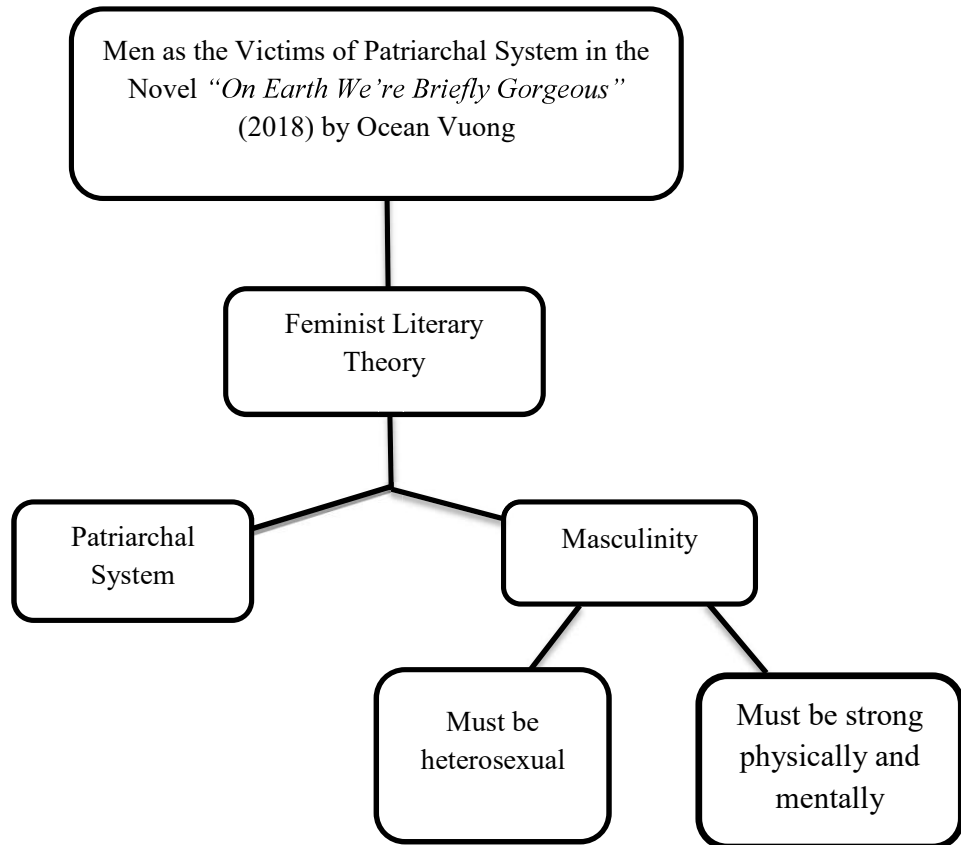 Men as the Victims of Patriarchal System in the
Novel “On Earth We’re Briefly Gorgeous”
(2018) by Ocean Vuong
Feminist Literary
Theory
Patriarchal
System
Masculinity
Must be
heterosexual
Must be strong
physically and
mentally